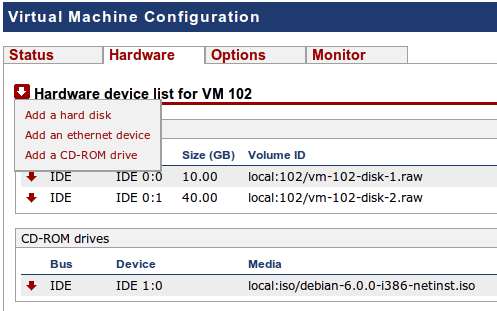 Virtual Machine Configuration
Status Hardware Options Monitor
Hardware device list for VM 102
Add a hard disk
Add an ethernet device
Add a CD-ROM drive
Size (GB) Volume ID
IDE IDE 0:0 10.00 local:102/vm-102-disk-1.raw
IDE IDE 0:1 40.00 local:102/vm-102-disk-2.raw
CD-ROM drives
Bus Device Media
IDE IDE 1:0 local:iso/debian-6.0.0-i386-netinst.iso